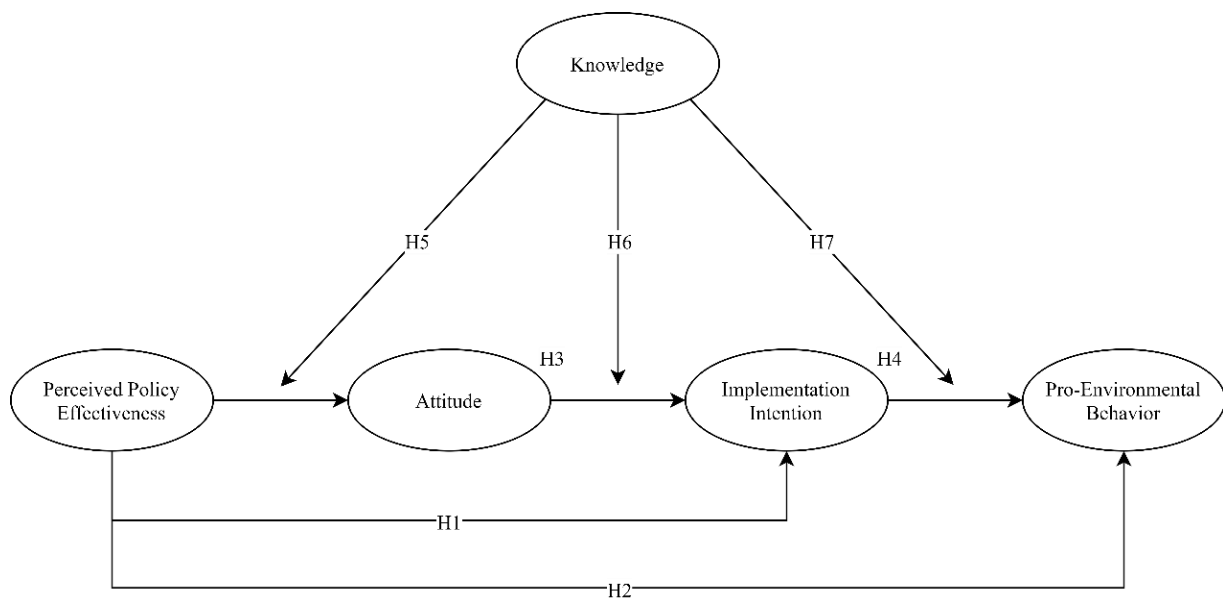 Knowledge
H5
H6
H7
H3
H4
Perceived Policy
Effectiveness
Attitude
Implementation
Intention
Pro-Environmental
Behavior
H1
H2